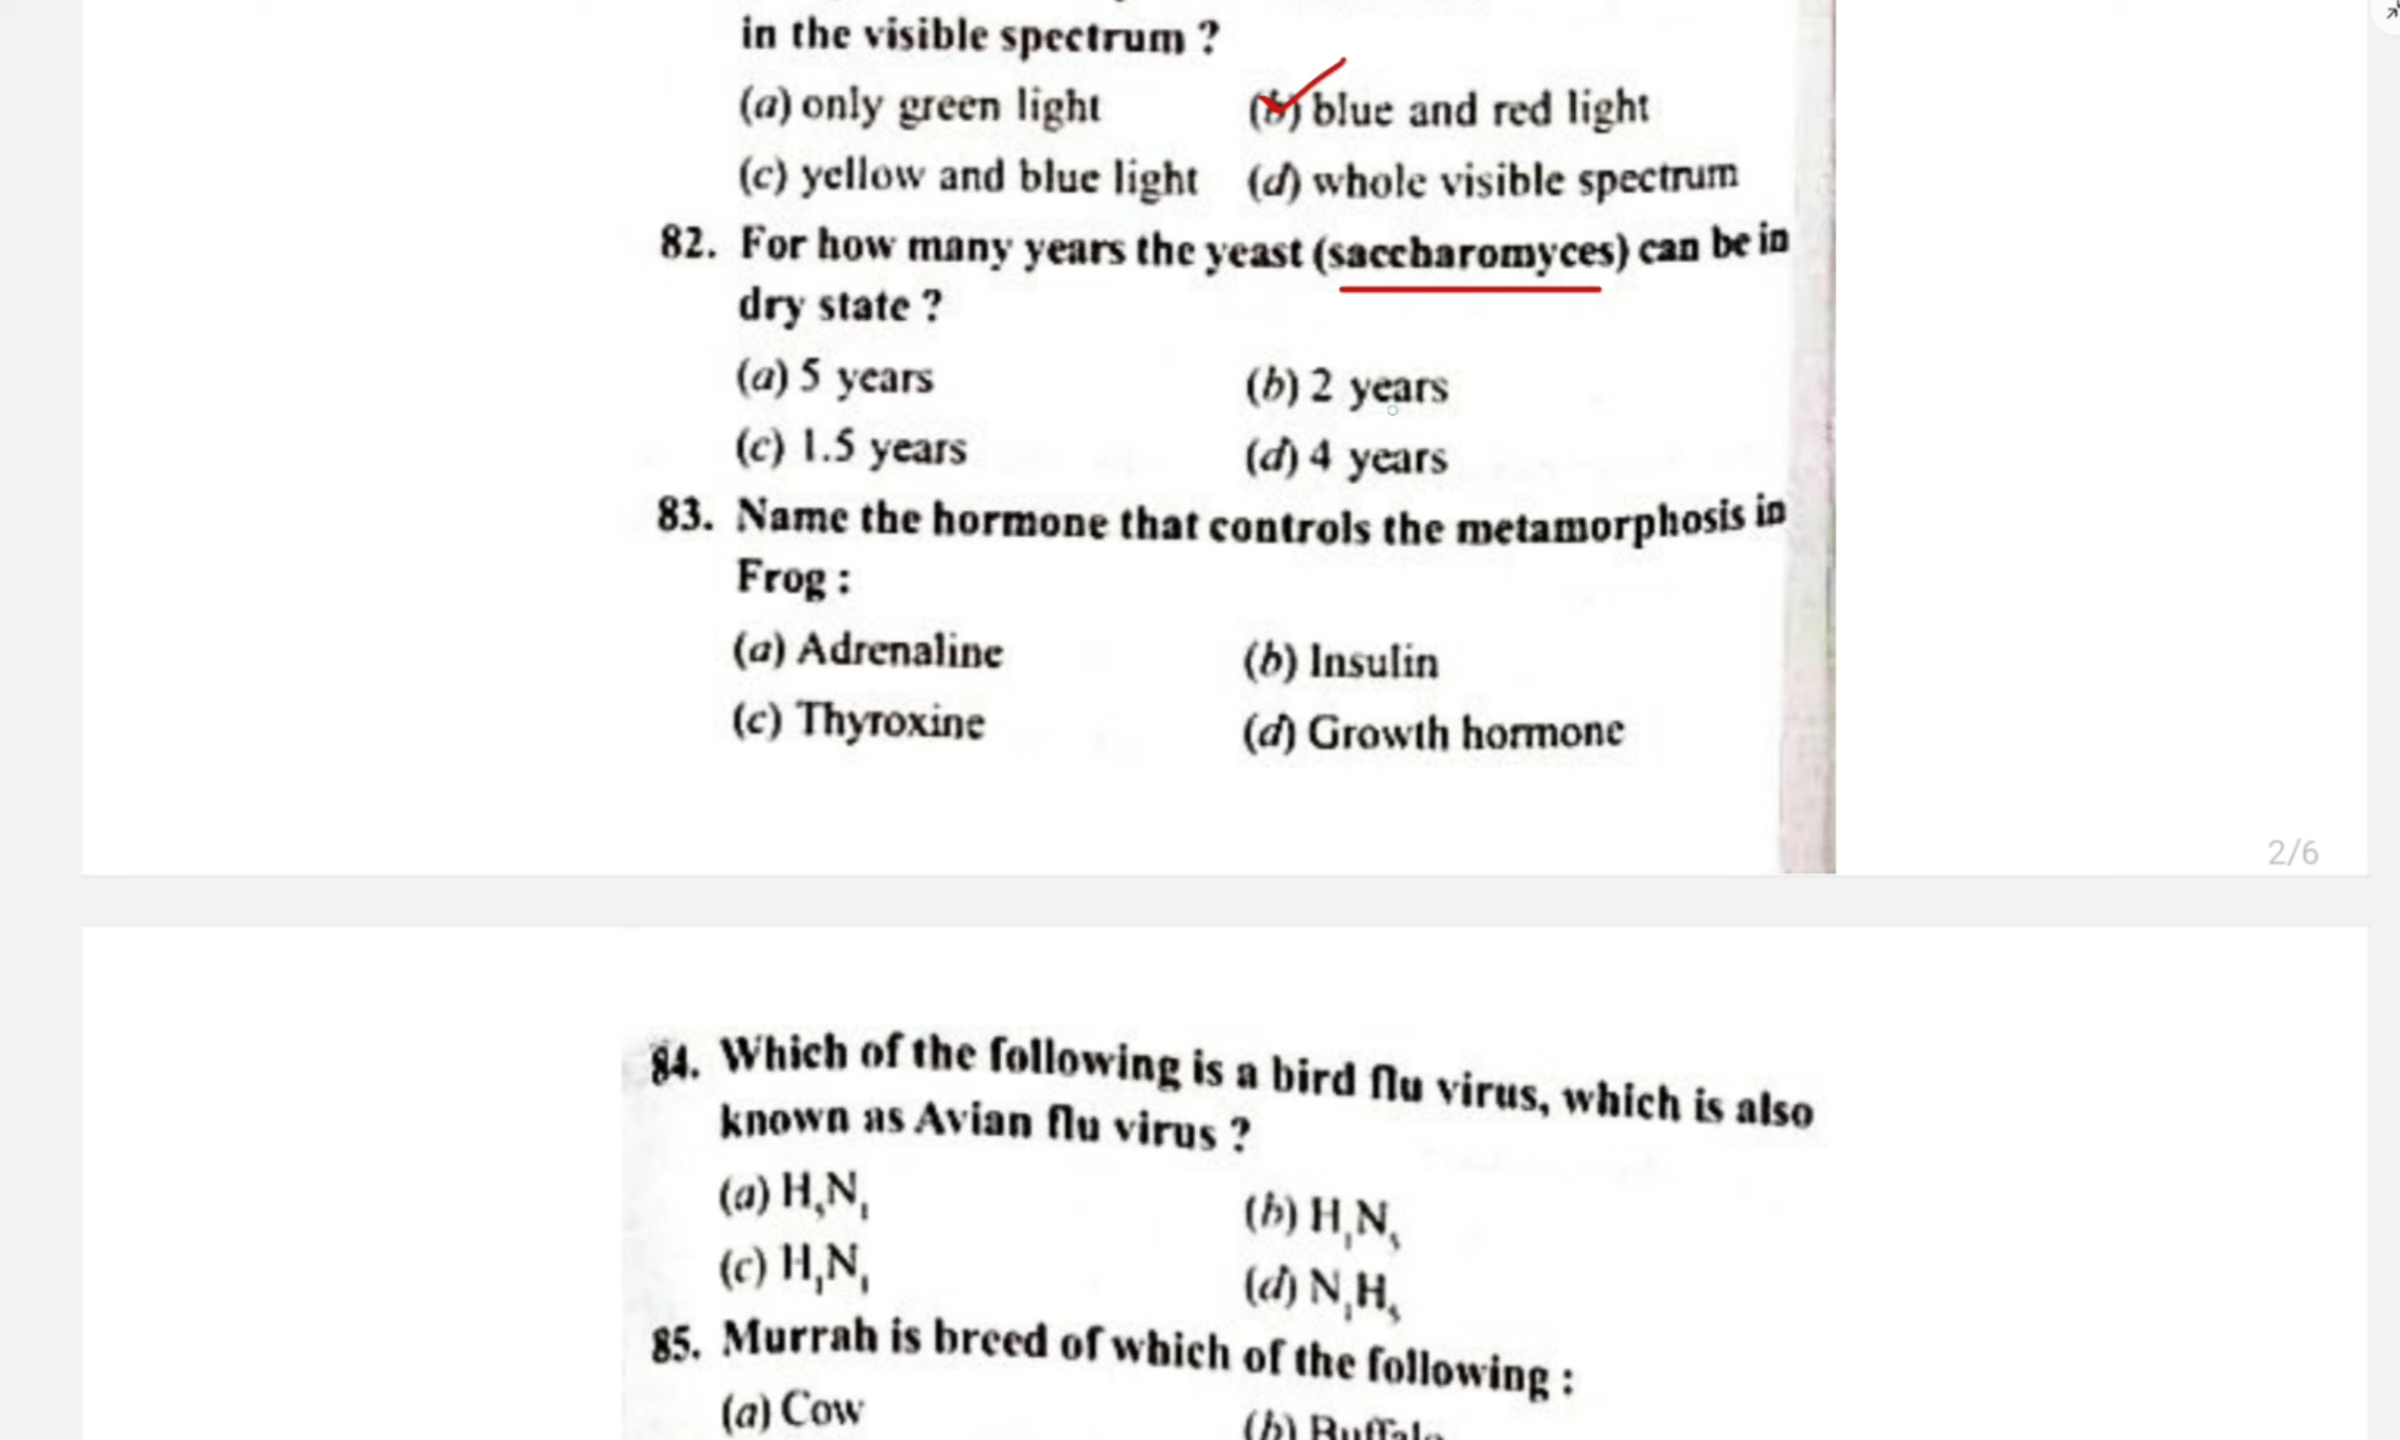 in the visible spectrum ?
(a) only green light (b) blue and red light
(c) yellow and blue light (d) whole visible spectrum
82. For how many years the yeast (saccharomyces) can be in
dry state ?
(a) 5 years (b) 2 years
(c) 1.5 years (d) 4 years
83. Name the hormone that controls the metamorphosis in
Frog :
(a) Adrenaline (b) Insulin
(c) Thyroxine (d) Growth hormone
2/6
84. Which of the following is a bird flu virus, which is also
known as Avian flu virus ?
(a) H₅N₁ (b) H₁N₅
(c) H₁N₁ (d) N₁H₅
85. Murrah is breed of which of the following :
(a) Cow (b) Buffalo